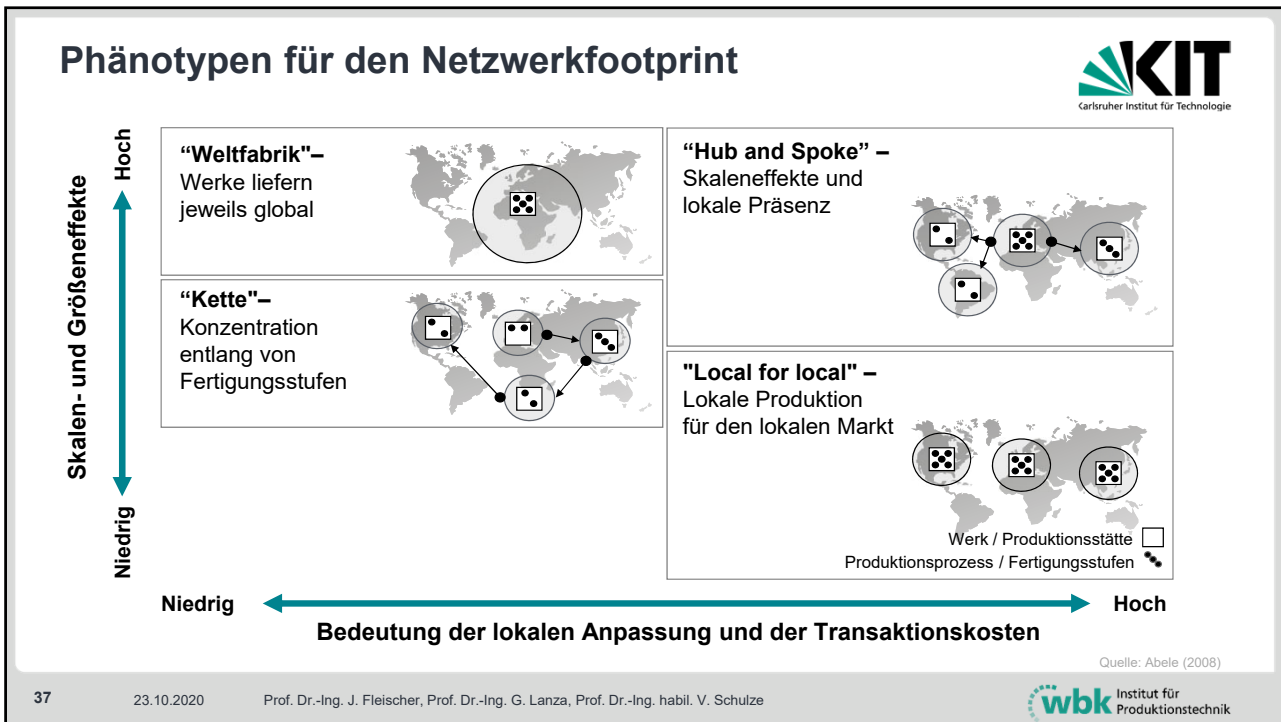 Phänotypen für den Netzwerkfootprint
KIT
Karlsruher Institut für Technologie
Skalen- und Größeneffekte
Hoch
Niedrig
“Weltfabrik"–
Werke liefern
jeweils global
“Hub and Spoke” –
Skaleneffekte und
lokale Präsenz
“Kette"–
Konzentration
entlang von
Fertigungsstufen
"Local for local" –
Lokale Produktion
für den lokalen Markt
Werk / Produktionsstätte
Produktionsprozess / Fertigungsstufen
Niedrig
Hoch
Bedeutung der lokalen Anpassung und der Transaktionskosten
Quelle: Abele (2008)
37
23.10.2020
Prof. Dr.-Ing. J. Fleischer, Prof. Dr.-Ing. G. Lanza, Prof. Dr.-Ing. habil. V. Schulze
wbk Institut für
Produktionstechnik